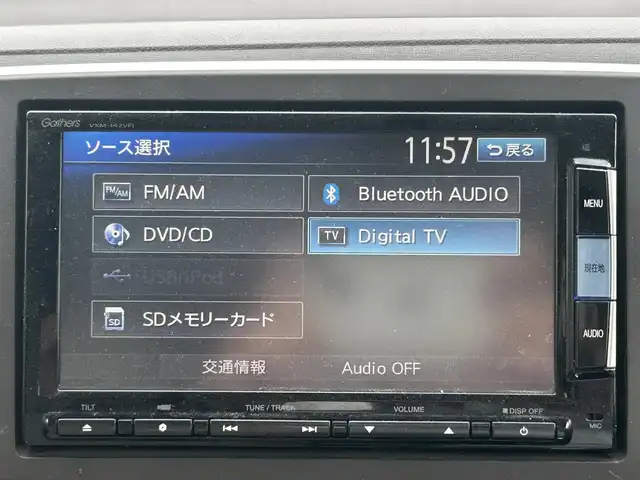 Gathers
VXM-142VFi
ソース選択 11:57 戻る
FM/AM FM/AM Bluetooth AUDIO
DVD/CD TV Digital TV
USB/iPod
SD SDメモリーカード
交通情報 Audio OFF
MENU
現在地
AUDIO
TILT TUNE / TRACK VOLUME DISP OFF
MIC